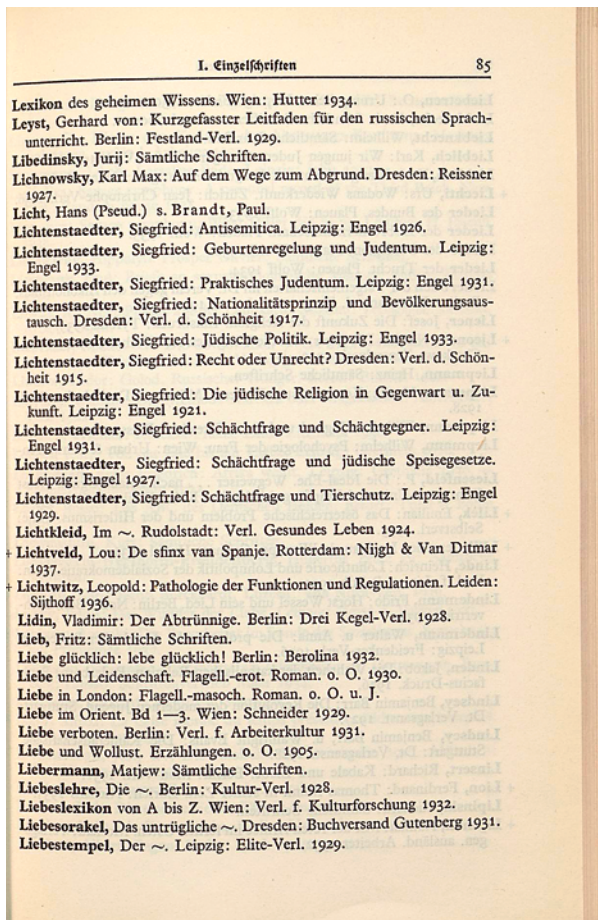 I. Einzelschriften 85
Lexikon des geheimen Wissens. Wien: Hutter 1934.
Leyst, Gerhard von: Kurzgefasster Leitfaden für den russischen Sprach-
unterricht. Berlin: Festland-Verl. 1929.
Libedinsky, Jurij: Sämtliche Schriften.
Lichnowsky, Karl Max: Auf dem Wege zum Abgrund. Dresden: Reissner
1927.
Licht, Hans (Pseud.) s. Brandt, Paul.
Lichtenstaedter, Siegfried: Antisemitica. Leipzig: Engel 1926.
Lichtenstaedter, Siegfried: Geburtenregelung und Judentum. Leipzig:
Engel 1933.
Lichtenstaedter, Siegfried: Praktisches Judentum. Leipzig: Engel 1931.
Lichtenstaedter, Siegfried: Nationalitätsprinzip und Bevölkerungsaus-
tausch. Dresden: Verl. d. Schönheit 1917.
Lichtenstaedter, Siegfried: Jüdische Politik. Leipzig: Engel 1933.
Lichtenstaedter, Siegfried: Recht oder Unrecht? Dresden: Verl. d. Schön-
heit 1915.
Lichtenstaedter, Siegfried: Die jüdische Religion in Gegenwart u. Zu-
kunft. Leipzig: Engel 1921.
Lichtenstaedter, Siegfried: Schächtfrage und Schächtgegner. Leipzig:
Engel 1931.
Lichtenstaedter, Siegfried: Schächtfrage und jüdische Speisegesetze.
Leipzig: Engel 1927.
Lichtenstaedter, Siegfried: Schächtfrage und Tierschutz. Leipzig: Engel
1929.
Lichtkleid, Im ~. Rudolstadt: Verl. Gesundes Leben 1924.
+ Lichtveld, Lou: De sfinx van Spanje. Rotterdam: Nijgh & Van Ditmar
1937.
+ Lichtwitz, Leopold: Pathologie der Funktionen und Regulationen. Leiden:
Sijthoff 1936.
Lidin, Vladimir: Der Abtrünnige. Berlin: Drei Kegel-Verl. 1928.
Lieb, Fritz: Sämtliche Schriften.
Liebe glücklich: lebe glücklich! Berlin: Berolina 1932.
Liebe und Leidenschaft. Flagell.-erot. Roman. o. O. 1930.
Liebe in London: Flagell.-masoch. Roman. o. O. u. J.
Liebe im Orient. Bd 1—3. Wien: Schneider 1929.
Liebe verboten. Berlin: Verl. f. Arbeiterkultur 1931.
Liebe und Wollust. Erzählungen. o. O. 1905.
Liebermann, Matjew: Sämtliche Schriften.
Liebeslehre, Die ~. Berlin: Kultur-Verl. 1928.
Liebeslexikon von A bis Z. Wien: Verl. f. Kulturforschung 1932.
Liebesorakel, Das untrügliche ~. Dresden: Buchversand Gutenberg 1931.
Liebestempel, Der ~. Leipzig: Elite-Verl. 1929.